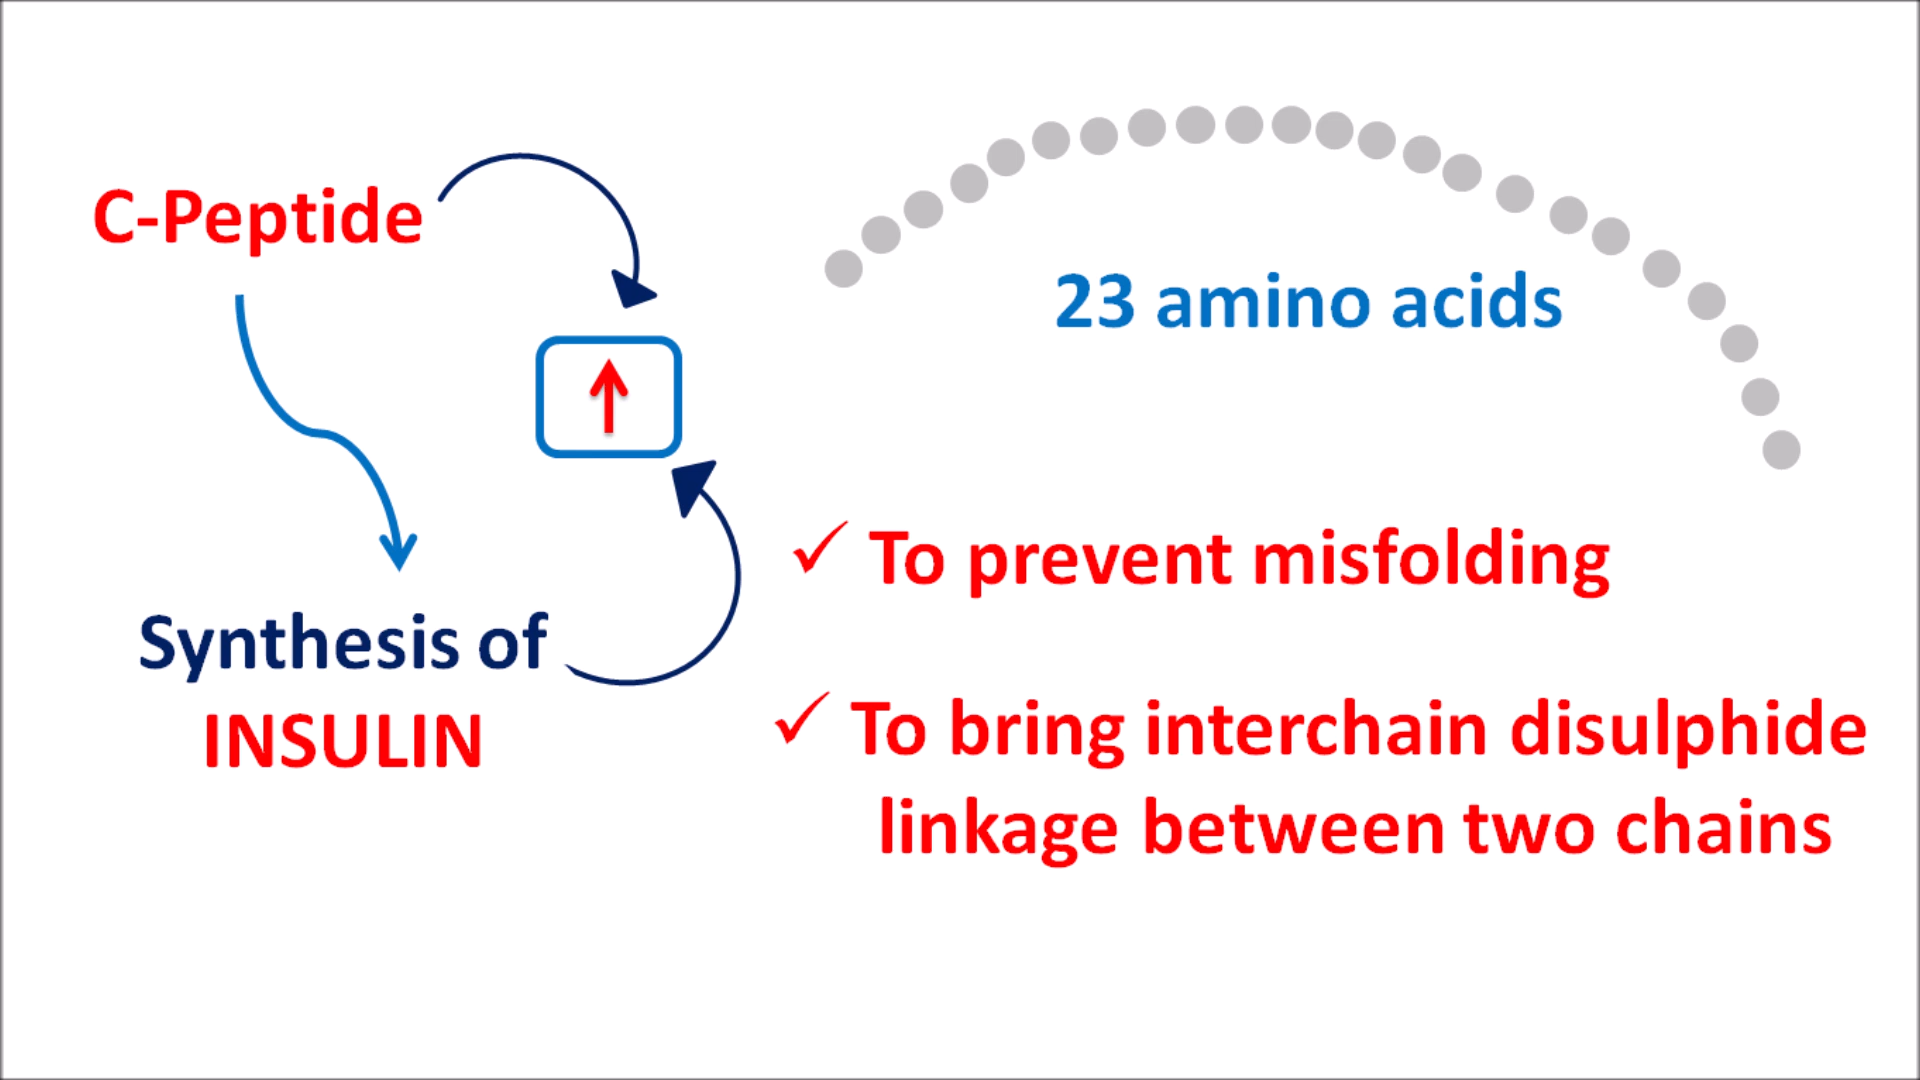 C-Peptide
23 amino acids
Synthesis of
INSULIN
✓ To prevent misfolding
✓ To bring interchain disulphide
linkage between two chains